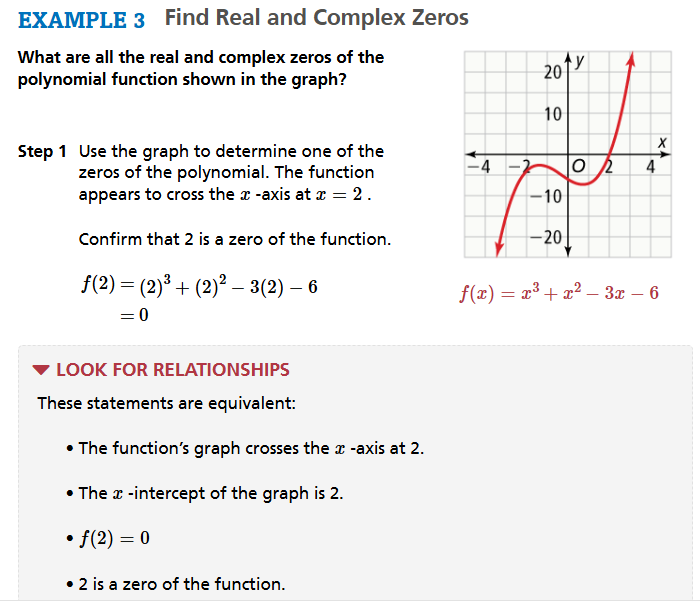 EXAMPLE 3 Find Real and Complex Zeros
What are all the real and complex zeros of the
polynomial function shown in the graph?
Step 1 Use the graph to determine one of the
zeros of the polynomial. The function
appears to cross the x -axis at x = 2 .
Confirm that 2 is a zero of the function.
f(2) = (2)³ + (2)² – 3(2) – 6
= 0
y
20
10
x
–4 –2 O 2 4
–10
–20
f(x) = x³ + x² – 3x – 6
LOOK FOR RELATIONSHIPS
These statements are equivalent:
• The function’s graph crosses the x -axis at 2.
• The x -intercept of the graph is 2.
• f(2) = 0
• 2 is a zero of the function.